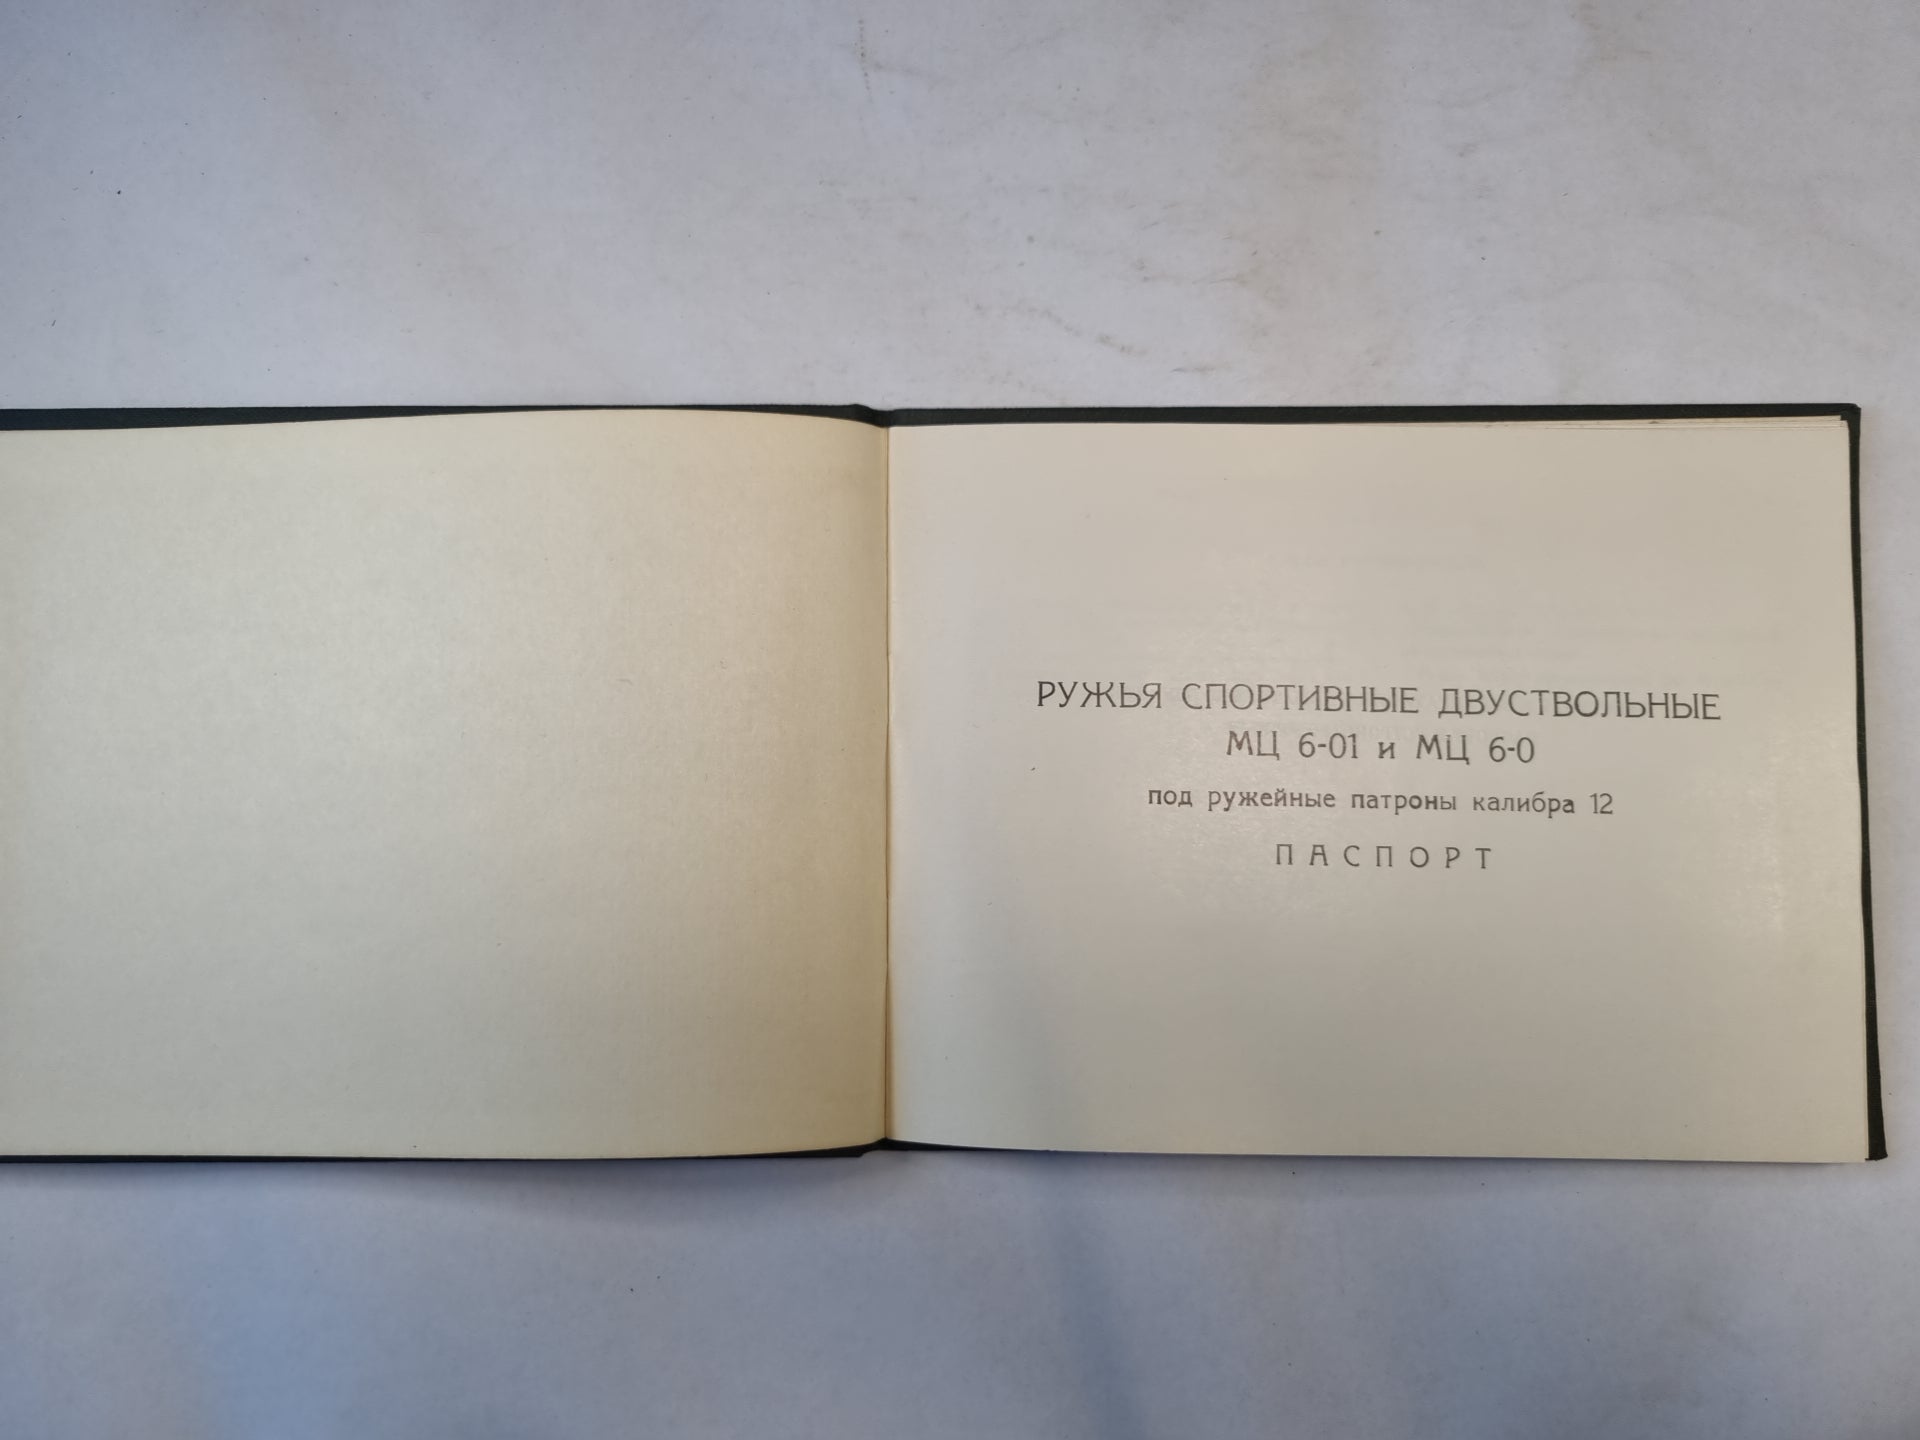 РУЖЬЯ СПОРТИВНЫЕ ДВУСТВОЛЬНЫЕ
МЦ 6-01 и МЦ 6-0
под ружейные патроны калибра 12
ПАСПОРТ